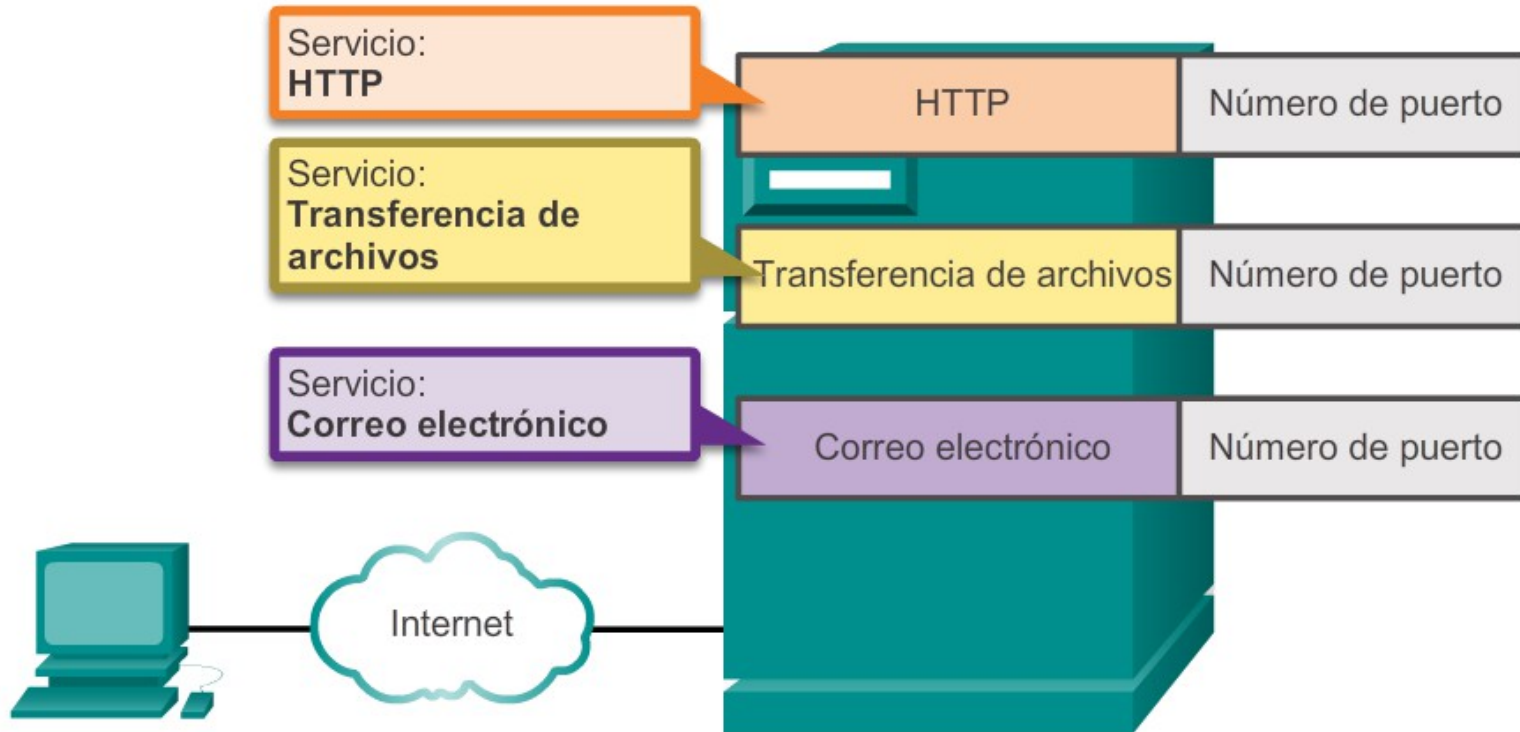 Servicio:
HTTP
HTTP
Número de puerto
Servicio:
Transferencia de
archivos
Transferencia de archivos
Número de puerto
Servicio:
Correo electrónico
Correo electrónico
Número de puerto
Internet